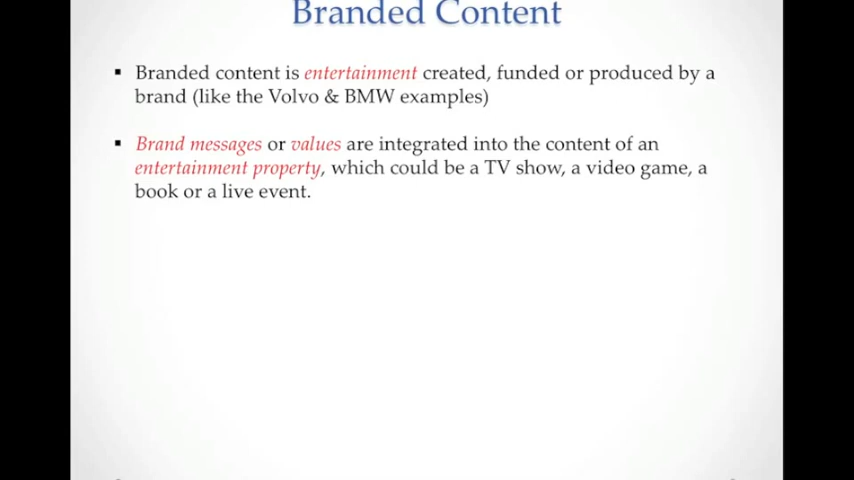 Branded Content
▪ Branded content is entertainment created, funded or produced by a
brand (like the Volvo & BMW examples)
▪ Brand messages or values are integrated into the content of an
entertainment property, which could be a TV show, a video game, a
book or a live event.